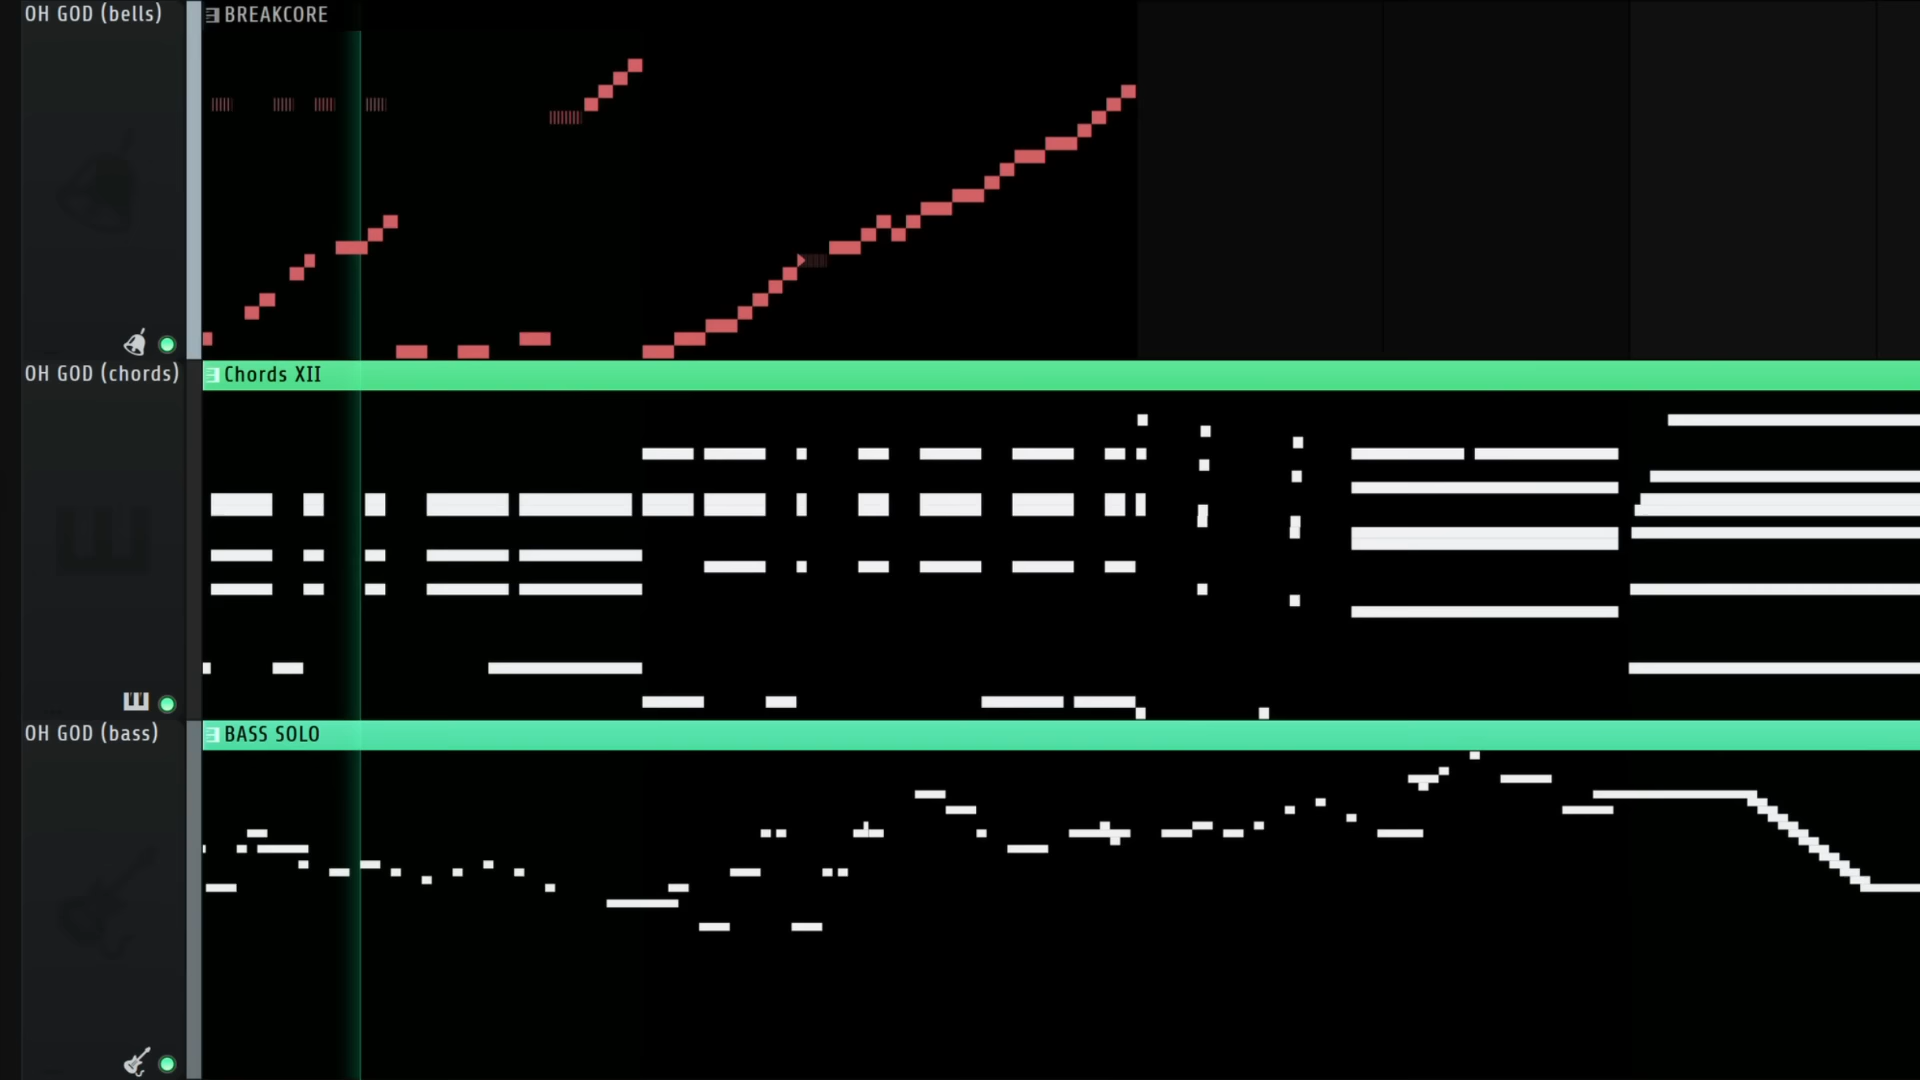 OH GOD (bells)
BREAKCORE
OH GOD (chords)
Chords XII
OH GOD (bass)
BASS SOLO